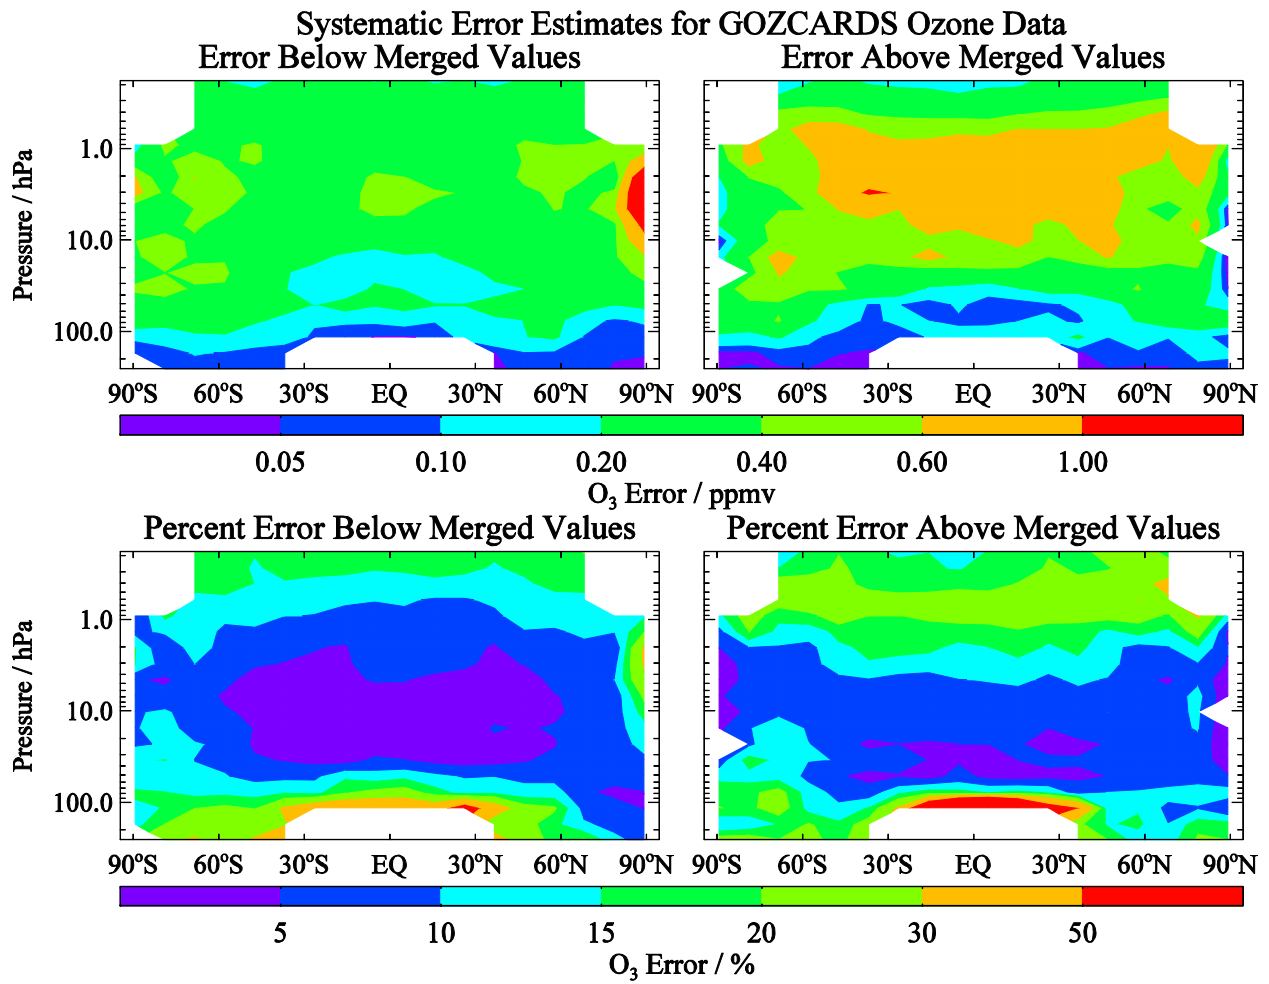 Systematic Error Estimates for GOZCARDS Ozone Data
Error Below Merged Values
Error Above Merged Values
Pressure / hPa
1.0
10.0
100.0
90°S 60°S 30°S EQ 30°N 60°N 90°N
90°S 60°S 30°S EQ 30°N 60°N 90°N
0.05 0.10 0.20 0.40 0.60 1.00
O₃ Error / ppmv
Percent Error Below Merged Values
Percent Error Above Merged Values
Pressure / hPa
1.0
10.0
100.0
90°S 60°S 30°S EQ 30°N 60°N 90°N
90°S 60°S 30°S EQ 30°N 60°N 90°N
5 10 15 20 30 50
O₃ Error / %